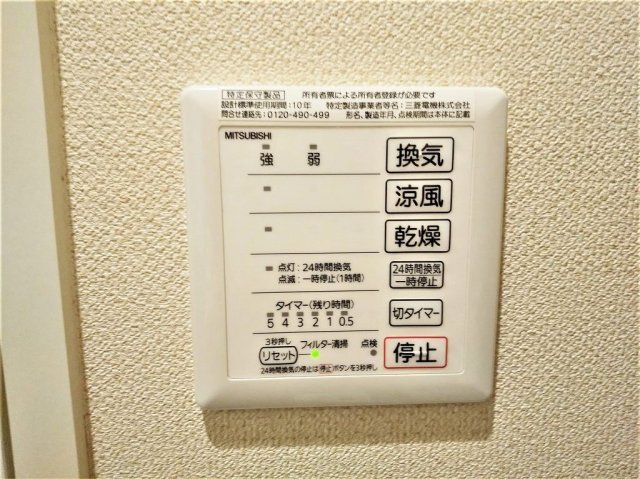 特定保守製品 所有者票による所有者登録が必要です
設計標準使用期間:10年 特定製造事業者等名:三菱電機株式会社
問合せ連絡先:0120-490-499 形名、製造年月、点検期間は本体に記載
MITSUBISHI
強 弱 換気
涼風
乾燥
点灯:24時間換気
点滅:一時停止(1時間)
24時間換気
一時停止
タイマー(残り時間)
5 4 3 2 1 0.5
切タイマー
3秒押し
リセット フィルター清掃 点検
停止
24時間換気の停止は停止ボタンを3秒押し